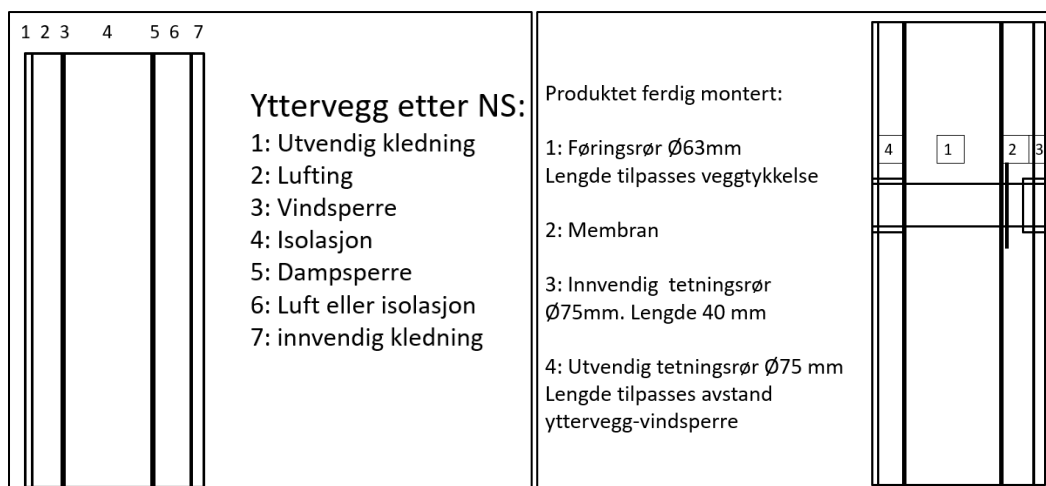 1 2 3 4 5 6 7
Yttervegg etter NS:
1: Utvendig kledning
2: Lufting
3: Vindsperre
4: Isolasjon
5: Dampsperre
6: Luft eller isolasjon
7: innvendig kledning
Produktet ferdig montert:
1: Føringsrør Ø63mm
Lengde tilpasses veggtykkelse
2: Membran
3: Innvendig tetningsrør
Ø75mm. Lengde 40 mm
4: Utvendig tetningsrør Ø75 mm
Lengde tilpasses avstand
yttervegg-vindsperre
4 1 2 3